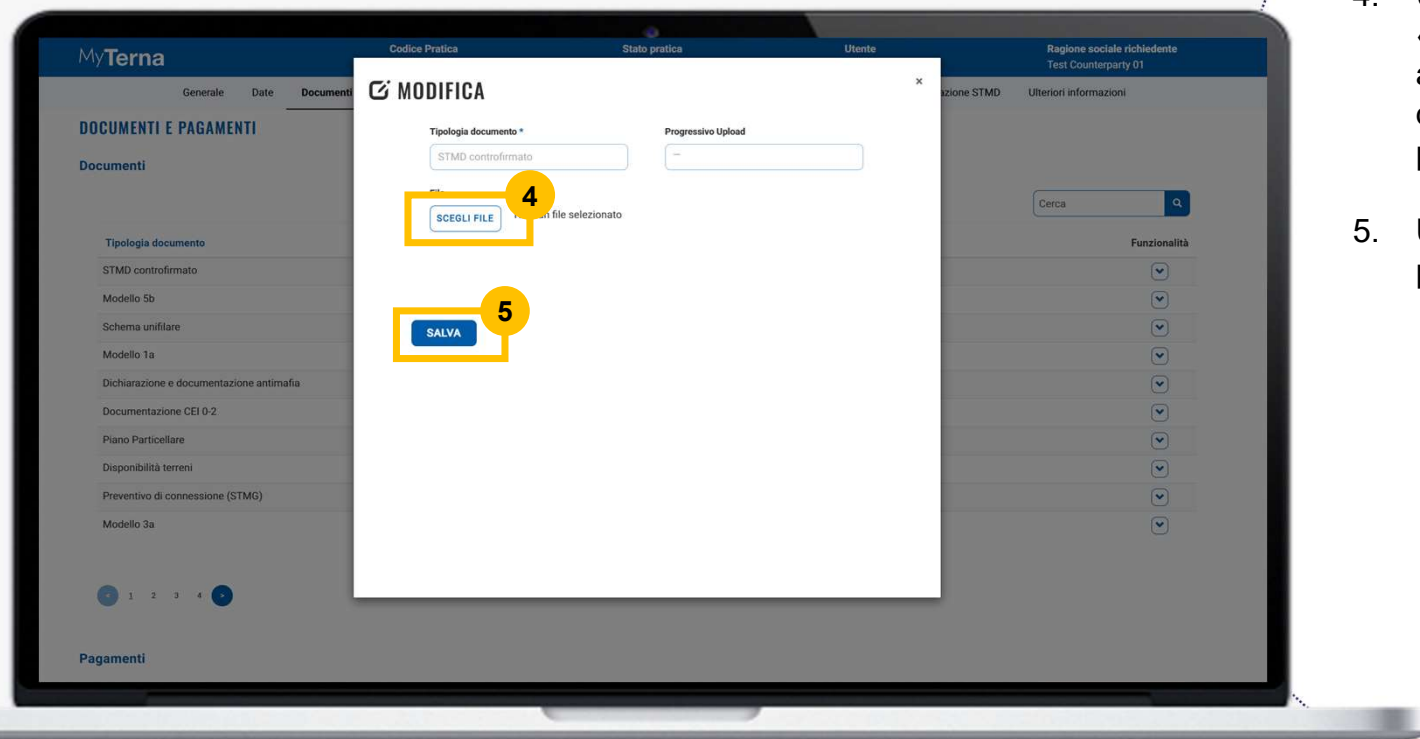 MyTerna
Codice Pratica
Stato pratica
Utente
Ragione sociale richiedente
Test Counterparty 01
Generale Date Documenti
azione STMD Ulteriori informazioni
DOCUMENTI E PAGAMENTI
Documenti
MODIFICA
×
Tipologia documento *
Progressivo Upload
STMD controfirmato
—
4
SCEGLI FILE
file selezionato
5
SALVA
Cerca
Tipologia documento
Funzionalità
STMD controfirmato
Modello 5b
Schema unifilare
Modello 1a
Dichiarazione e documentazione antimafia
Documentazione CEI 0-2
Piano Particellare
Disponibilità terreni
Preventivo di connessione (STMG)
Modello 3a
< 1 2 3 4 >
Pagamenti
4.
5.